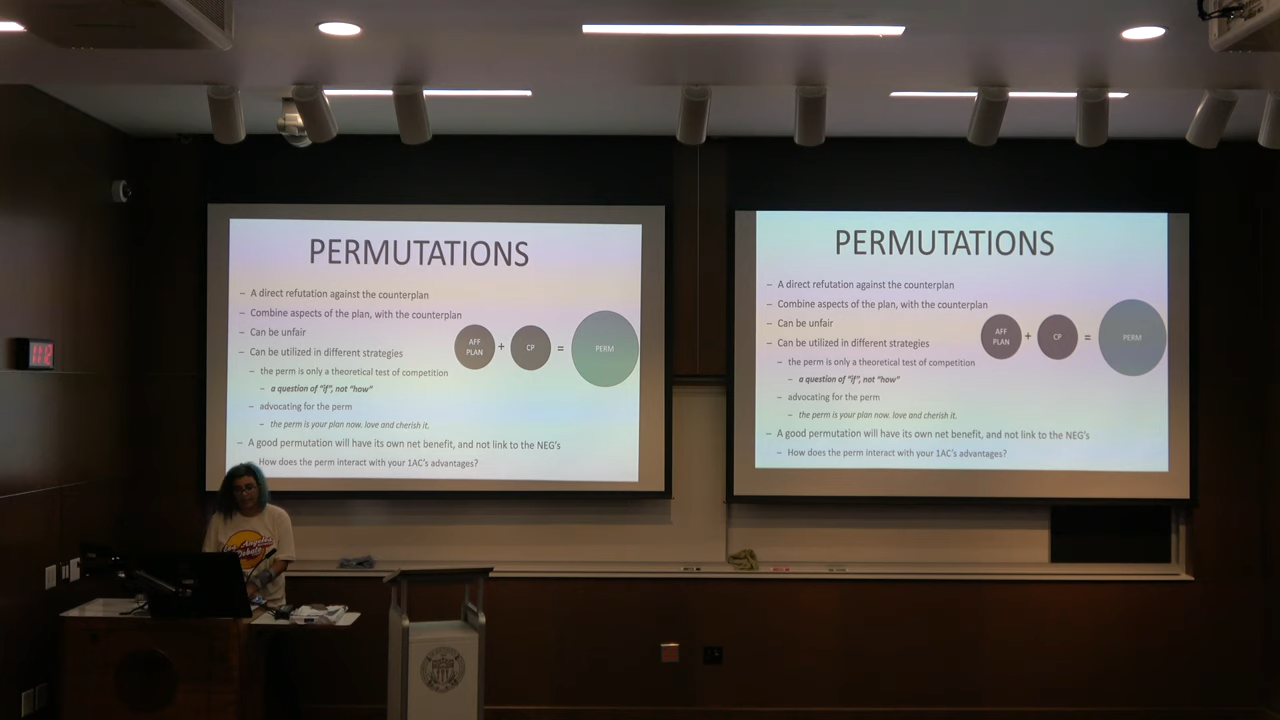 PERMUTATIONS
– A direct refutation against the counterplan
– Combine aspects of the plan, with the counterplan
– Can be unfair
– Can be utilized in different strategies
– the perm is only a theoretical test of competition
– a question of "if", not "how"
– advocating for the perm
– the perm is your plan now. love and cherish it.
– A good permutation will have its own net benefit, and not link to the NEG's
How does the perm interact with your 1AC's advantages?
AFF
PLAN
+
CP
=
PERM
PERMUTATIONS
– A direct refutation against the counterplan
– Combine aspects of the plan, with the counterplan
– Can be unfair
– Can be utilized in different strategies
– the perm is only a theoretical test of competition
– a question of "if", not "how"
– advocating for the perm
– the perm is your plan now. love and cherish it.
– A good permutation will have its own net benefit, and not link to the NEG's
– How does the perm interact with your 1AC's advantages?
AFF
PLAN
+
CP
=
PERM
Los Angeles
Debate